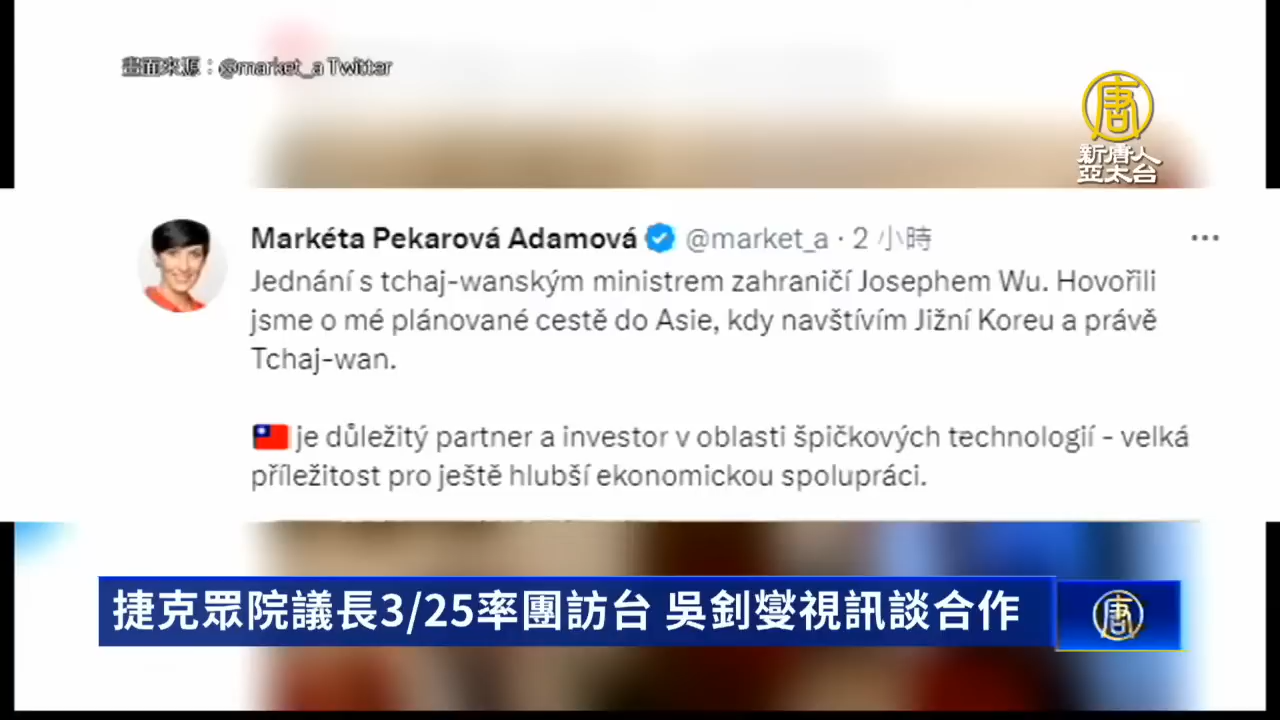 畫面來源：@market_a Twitter
唐
新唐人
亞太台
Markéta Pekarová Adamová @market_a · 2 小時
Jednání s tchaj-wanským ministrem zahraničí Josephem Wu. Hovořili
jsme o mé plánované cestě do Asie, kdy navštívím Jižní Koreu a právě
Tchaj-wan.
je důležitý partner a investor v oblasti špičkových technologií - velká
příležitost pro ještě hlubší ekonomickou spolupráci.
捷克眾院議長3/25率團訪台 吳釗燮視訊談合作
唐